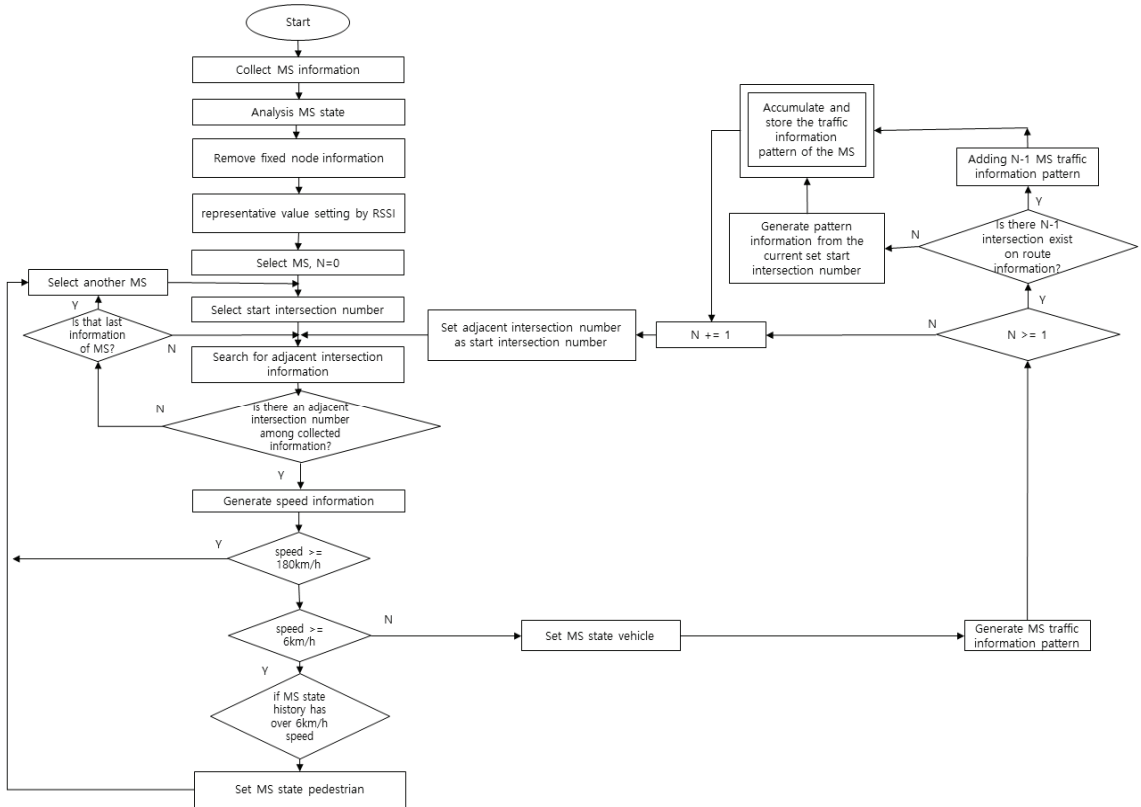 Start
Collect MS information
Analysis MS state
Remove fixed node information
representative value setting by RSSI
Select MS, N=0
Select another MS
Select start intersection number
Y
Is that last
information
of MS?
N
Search for adjacent intersection
information
N
is there an adjacent
intersection number
among collected
information?
Y
Generate speed information
Y
speed >=
180km/h
speed >=
6km/h
N
Y
if MS state
history has
over 6km/h
speed
Set MS state pedestrian
Set MS state vehicle
Generate MS traffic
information pattern
N >= 1
N
Y
Is there N-1
intersection exist
on route
information?
N
Y
Adding N-1 MS traffic
information pattern
Generate pattern
information from the
current set start
intersection number
Accumulate and
store the traffic
information
pattern of the MS
N += 1
Set adjacent intersection number
as start intersection number